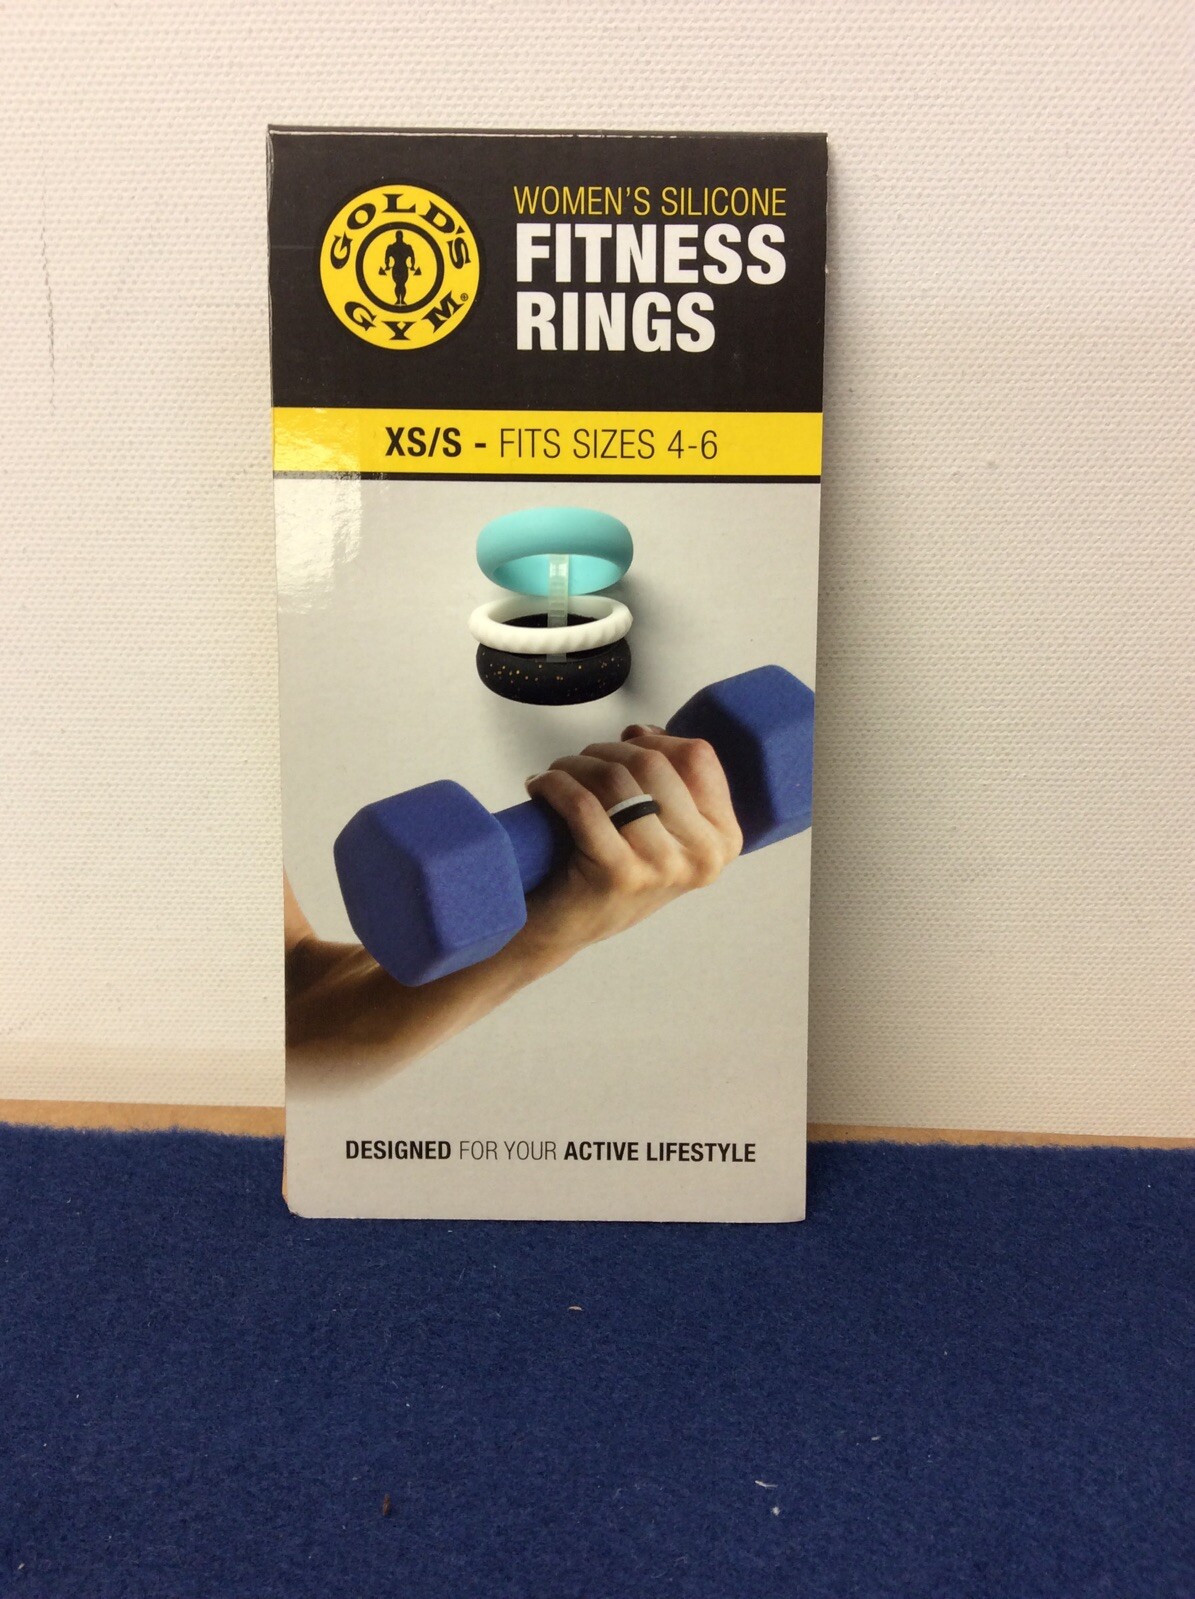 GOLD'S
GYM®
WOMEN'S SILICONE
FITNESS
RINGS
XS/S - FITS SIZES 4-6
DESIGNED FOR YOUR ACTIVE LIFESTYLE